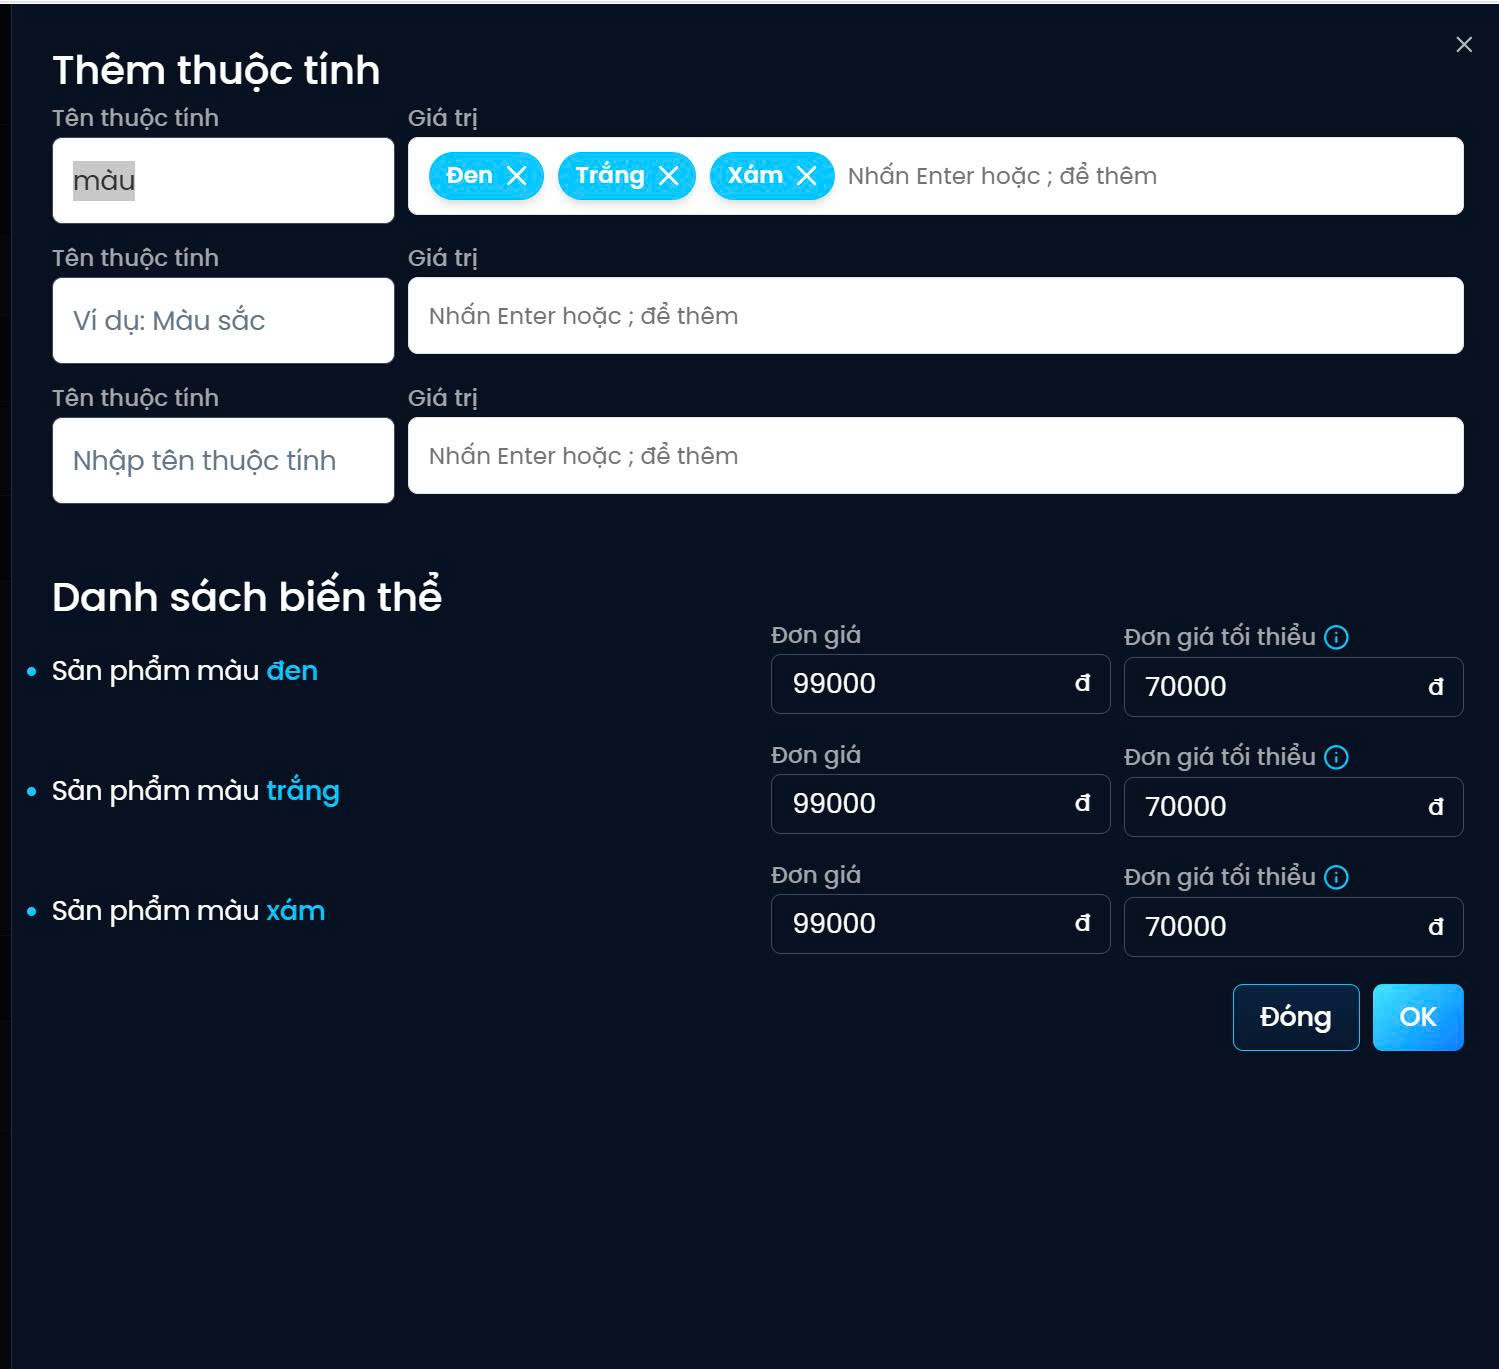 Thêm thuộc tính
Tên thuộc tính Giá trị
màu Đen Trắng Xám Nhấn Enter hoặc ; để thêm
Tên thuộc tính Giá trị
Ví dụ: Màu sắc Nhấn Enter hoặc ; để thêm
Tên thuộc tính Giá trị
Nhập tên thuộc tính Nhấn Enter hoặc ; để thêm
Danh sách biến thể
Đơn giá Đơn giá tối thiểu
Sản phẩm màu đen 99000 đ 70000 đ
Đơn giá Đơn giá tối thiểu
Sản phẩm màu trắng 99000 đ 70000 đ
Đơn giá Đơn giá tối thiểu
Sản phẩm màu xám 99000 đ 70000 đ
Đóng OK